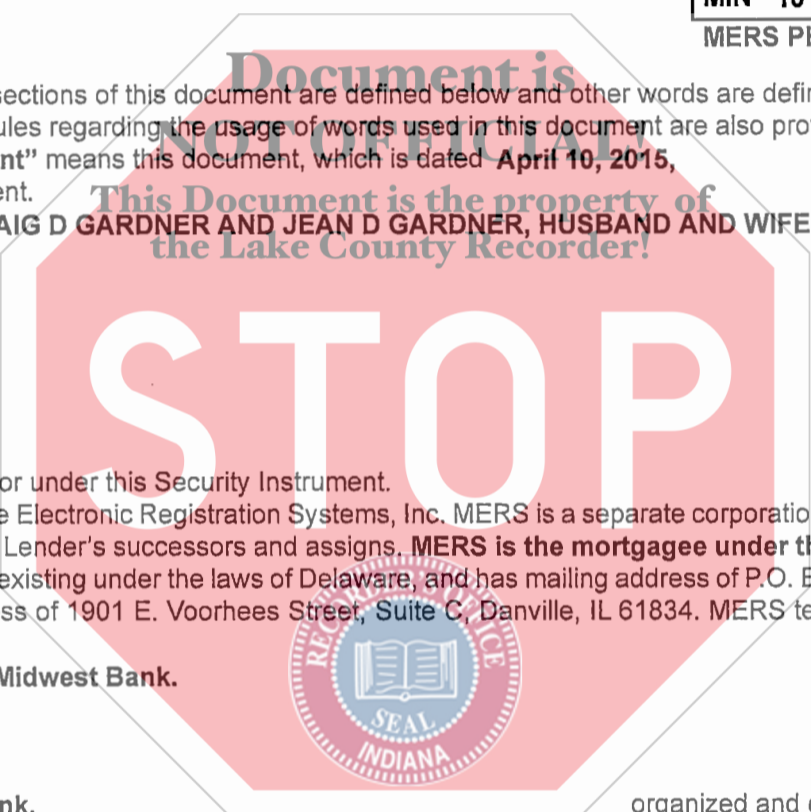 MIN
MERS
Document is
sections of this document are defined below and other words are
NOT OFFICIAL!
ules regarding the usage of words used in this document are also
nt" means this document, which is dated April 10, 2015,
ent.
This Document is the property of
AIG D GARDNER AND JEAN D GARDNER, HUSBAND AND WIFE
the Lake County Recorder!
STOP
or under this Security Instrument.
e Electronic Registration Systems, Inc. MERS is a separate corporatio
Lender's successors and assigns. MERS is the mortgagee under
existing under the laws of Delaware, and has mailing address of P.O.
ss of 1901 E. Voorhees Street, Suite C, Danville, IL 61834. MERS
RECORDER'S OFFICE
Midwest Bank.
SEAL
INDIANA
nk.
organized and